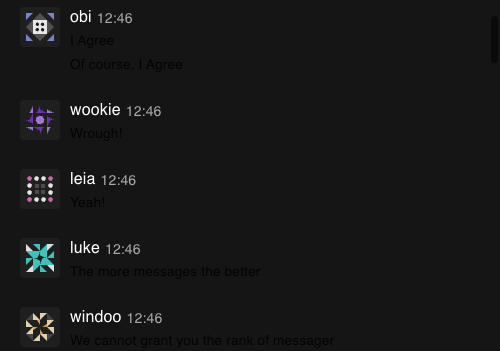 obi 12:46
I Agree
Of course, I Agree
wookie 12:46
Wrough!
leia 12:46
Yeah!
luke 12:46
The more messages the better
windoo 12:46
We cannot grant you the rank of messager